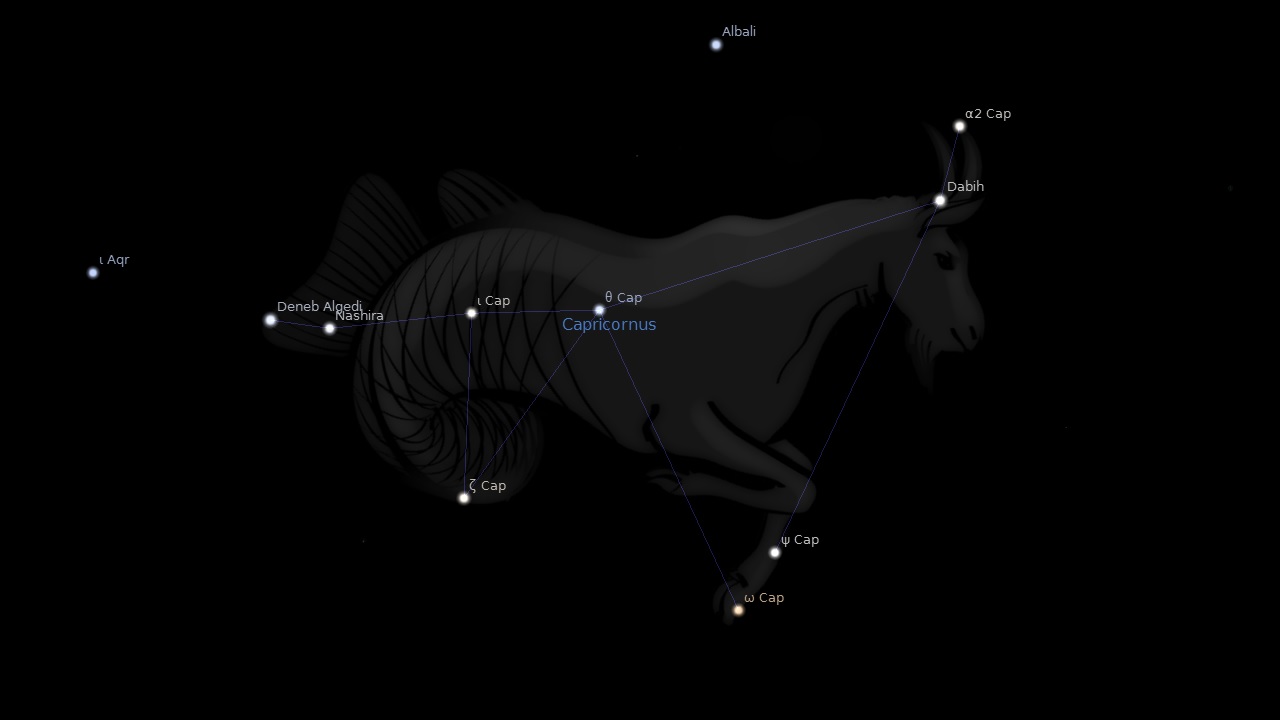 Albali
α2 Cap
Dabih
ι Aqr
θ Cap
ι Cap
Deneb Algedi
Nashira
Capricornus
ζ Cap
ψ Cap
ω Cap